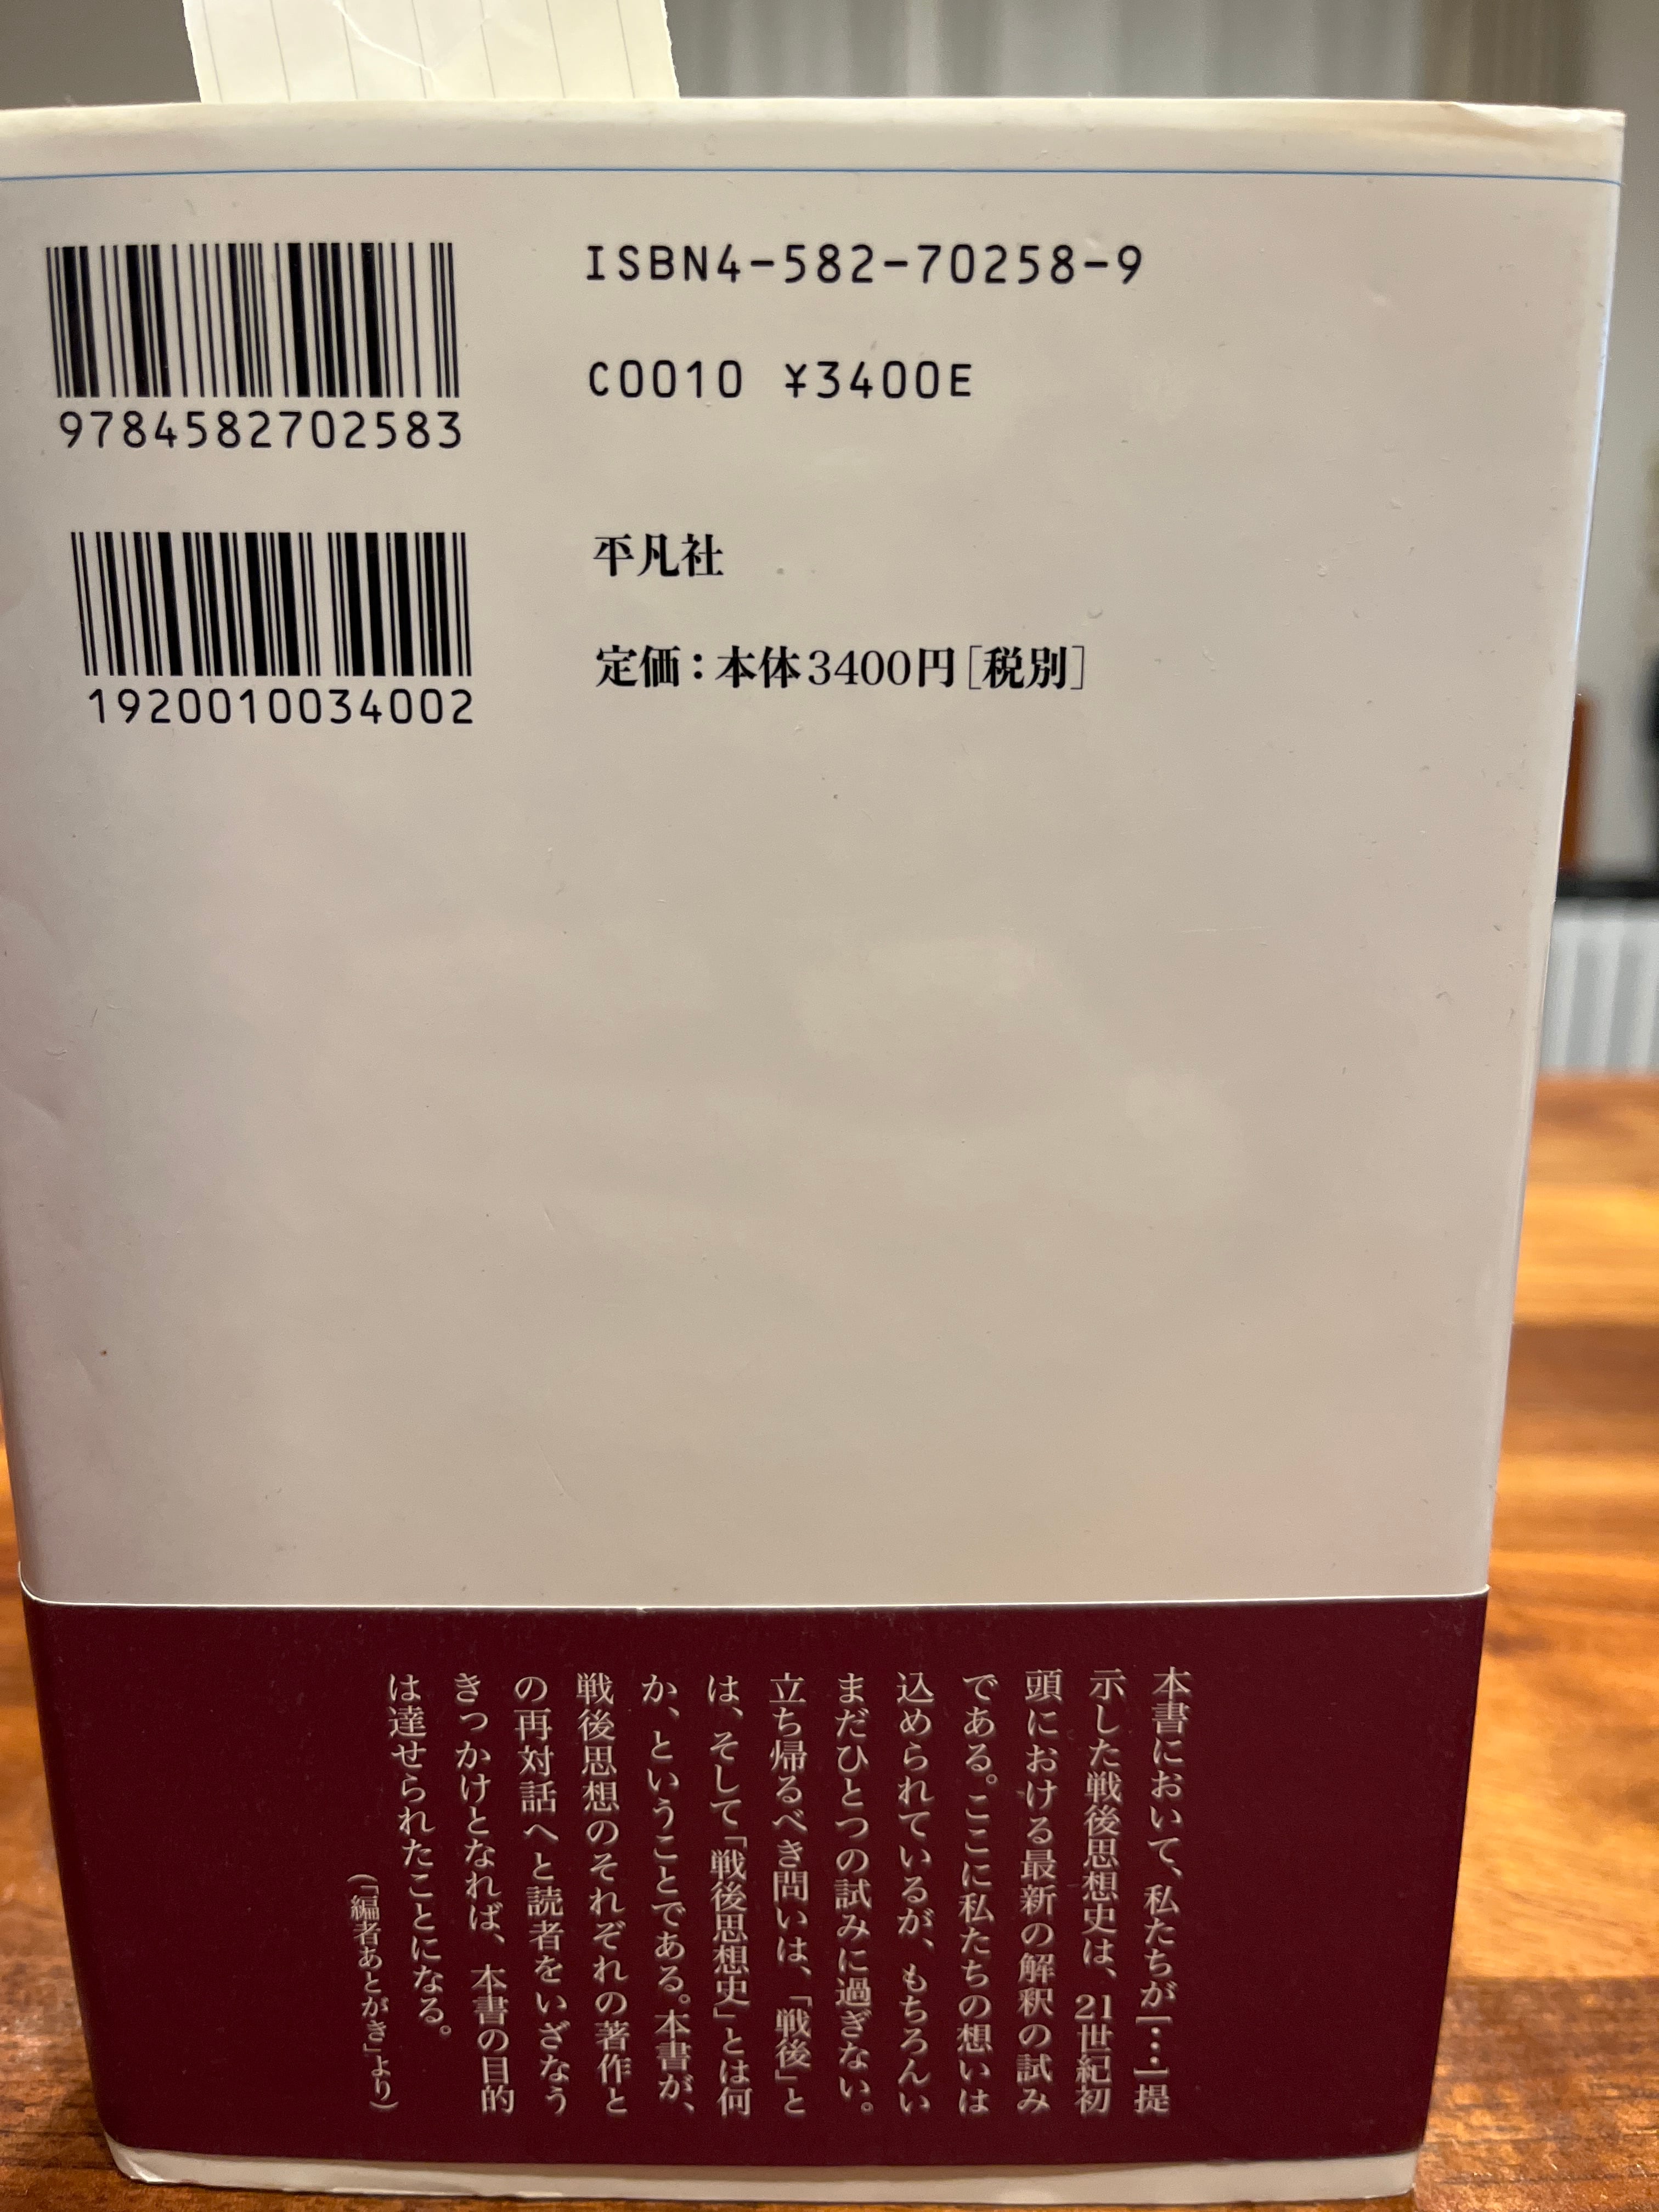 ISBN4-582-70258-9
C0010 ¥3400E
9784582702583
平凡社
定価：本体3400円［税別］
1920010034002
本書において、私たちが［…］提
示した戦後思想史は、21世紀初
頭における最新の解釈の試み
である。ここに私たちの想いは
込められているが、もちろんい
まだひとつの試みに過ぎない。
立ち帰るべき問いは、「戦後」と
は、そして「戦後思想史」とは何
か、ということである。本書が、
戦後思想のそれぞれの著作と
の再対話へと読者をいざなう
きっかけとなれば、本書の目的
は達せられたことになる。
（「編者あとがき」より）